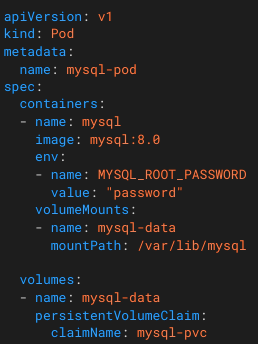 apiVersion: v1
kind: Pod
metadata:
  name: mysql-pod
spec:
  containers:
  - name: mysql
    image: mysql:8.0
    env:
    - name: MYSQL_ROOT_PASSWORD
      value: "password"
    volumeMounts:
    - name: mysql-data
      mountPath: /var/lib/mysql

  volumes:
  - name: mysql-data
    persistentVolumeClaim:
      claimName: mysql-pvc